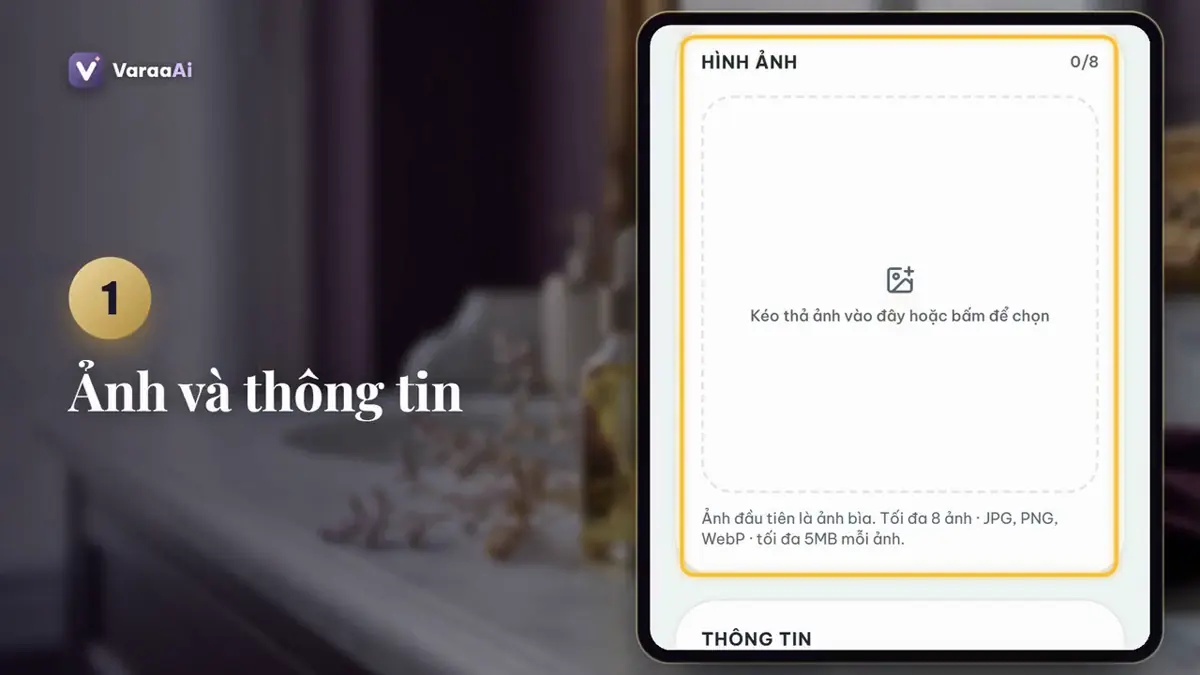 VaraaAi
1
Ảnh và thông tin
HÌNH ẢNH
0/8
Kéo thả ảnh vào đây hoặc bấm để chọn
Ảnh đầu tiên là ảnh bìa. Tối đa 8 ảnh · JPG, PNG,
WebP · tối đa 5MB mỗi ảnh.
THÔNG TIN